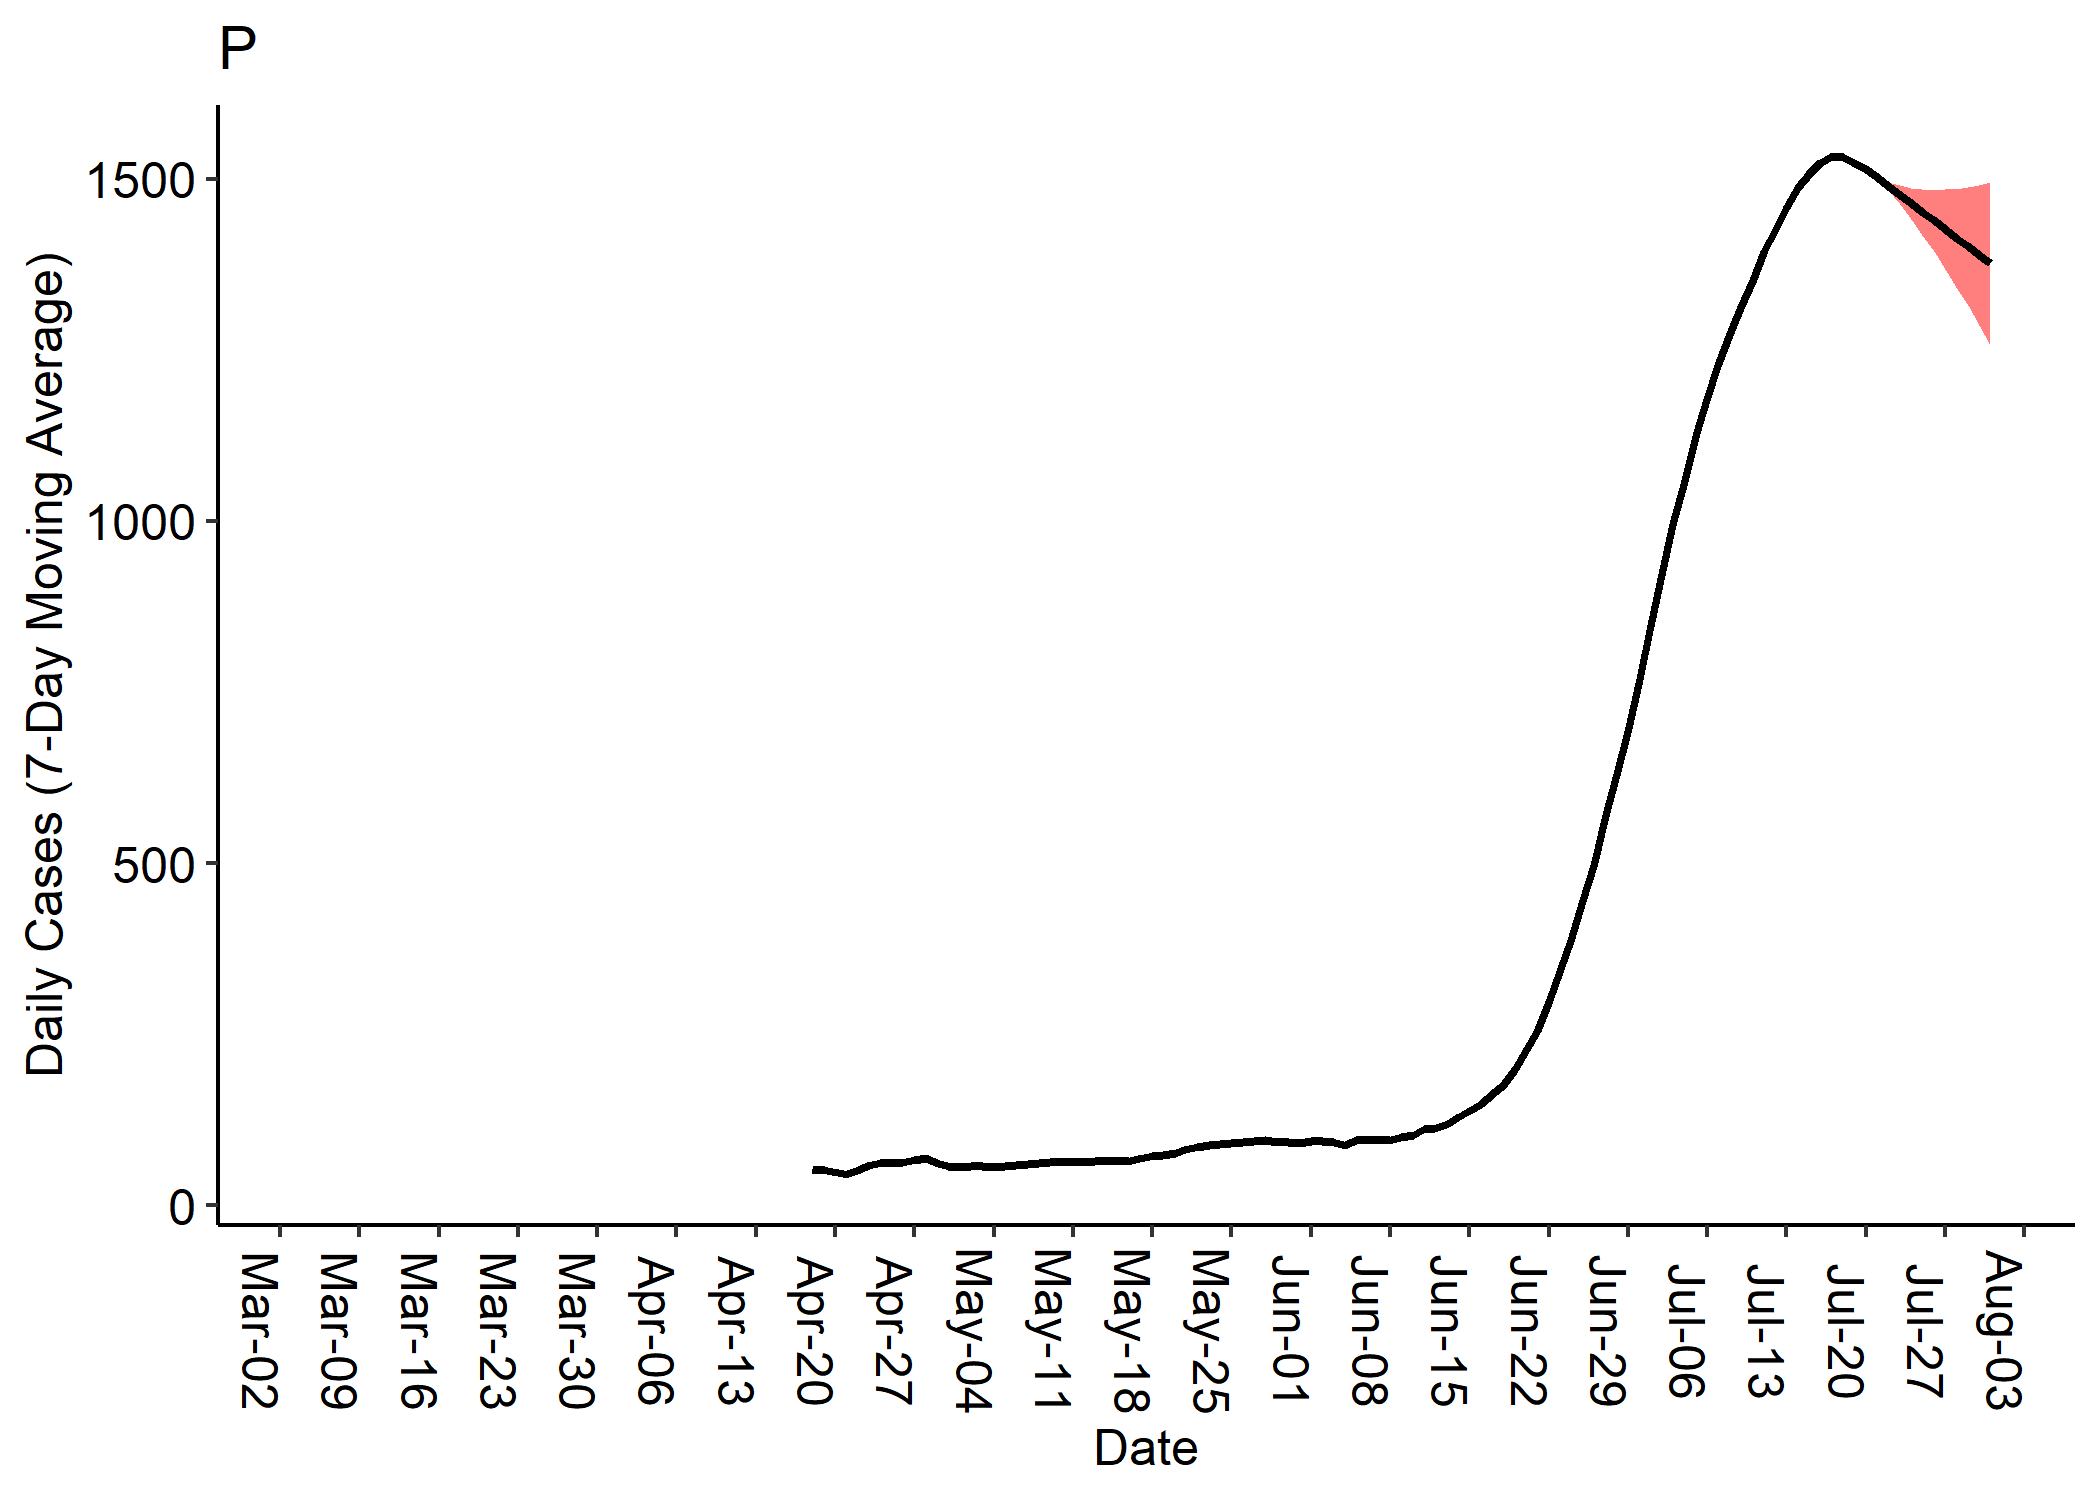 P
Daily Cases (7-Day Moving Average)
1500
1000
500
0
Mar-02
Mar-09
Mar-16
Mar-23
Mar-30
Apr-06
Apr-13
Apr-20
Apr-27
May-04
May-11
May-18
May-25
Jun-01
Jun-08
Jun-15
Jun-22
Jun-29
Jul-06
Jul-13
Jul-20
Jul-27
Aug-03
Date